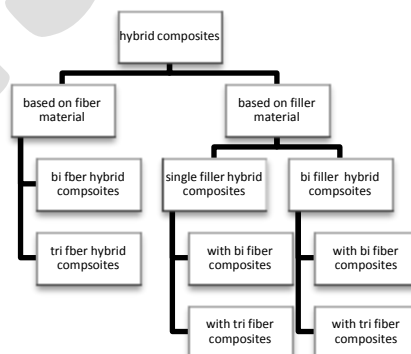 hybrid composites
based on fiber
material
based on filler
material
bi fber hybrid
compsoites
tri fber hybrid
compsoites
single filler hybrid
composites
bi filler hybrid
composites
with bi fiber
composites
with tri fiber
composites
with bi fiber
composites
with tri fiber
composites